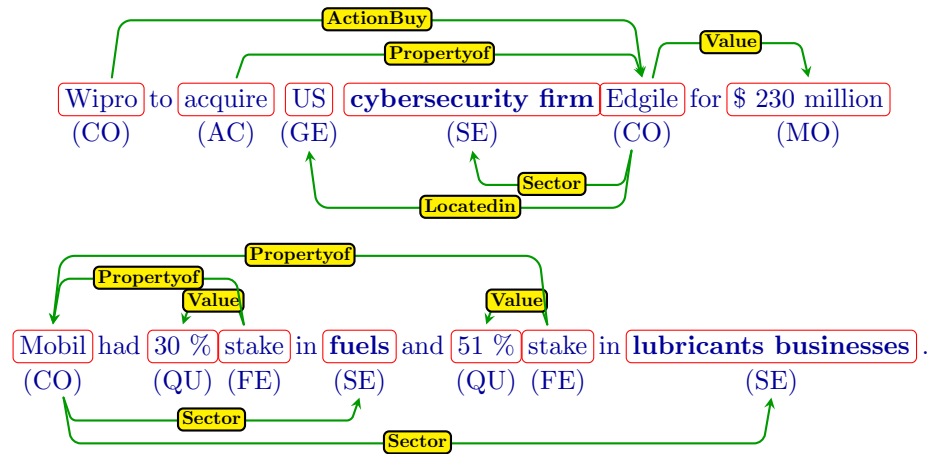 ActionBuy
Propertyof Value
Wipro to acquire US cybersecurity firm Edgile for $ 230 million
(CO) (AC) (GE) (SE) (CO) (MO)
Sector
Locatedin
Propertyof
Propertyof
Value Value
Mobil had 30 % stake in fuels and 51 % stake in lubricants businesses .
(CO) (QU) (FE) (SE) (QU) (FE) (SE)
Sector
Sector